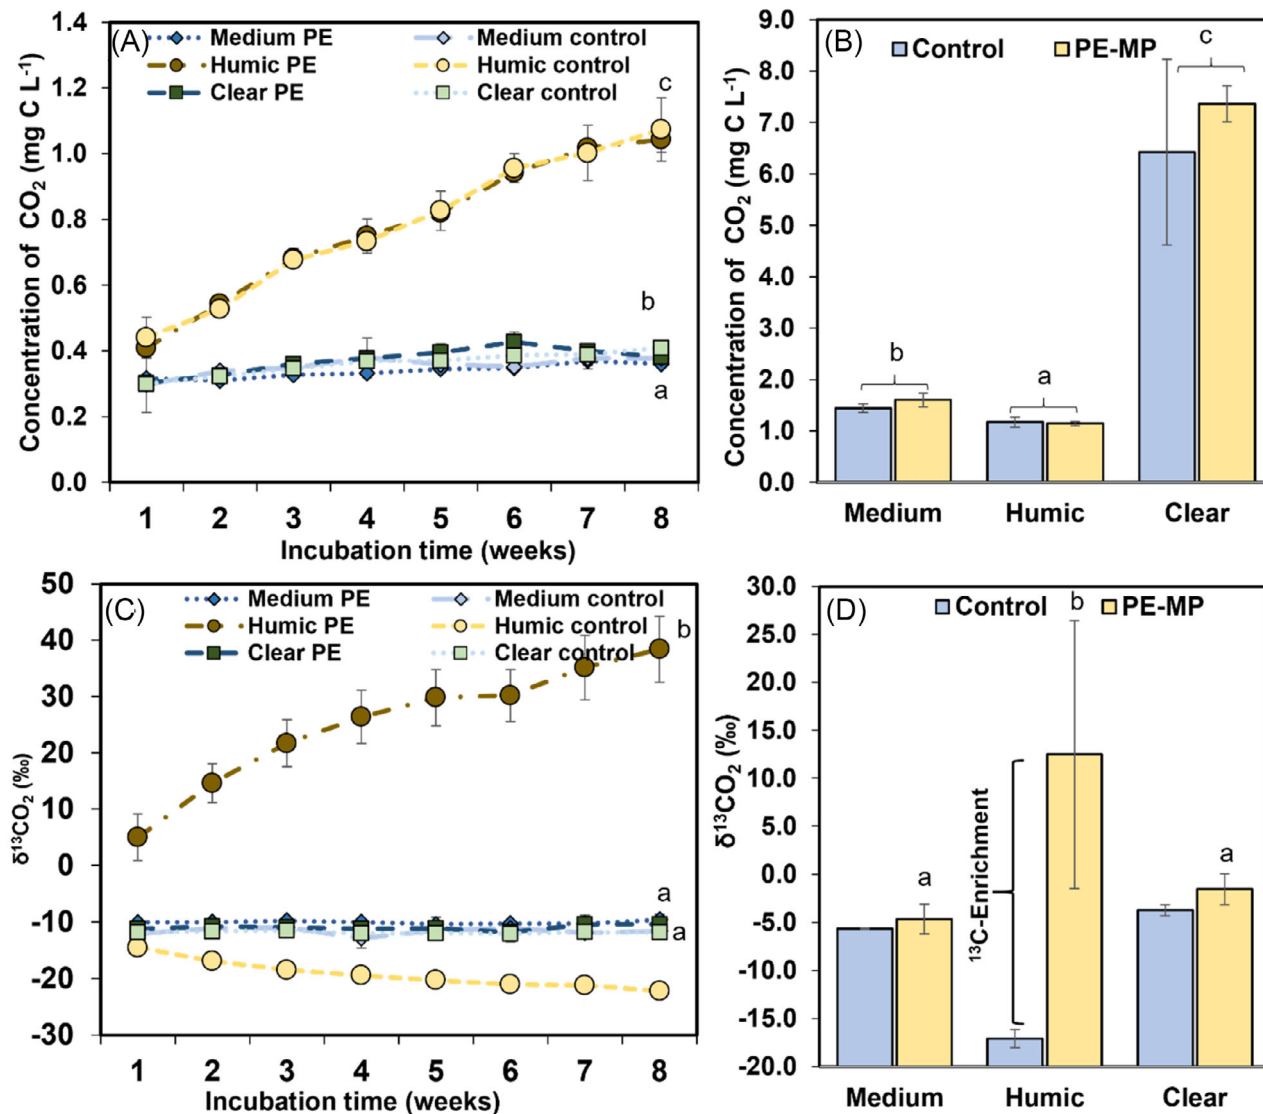 (A)
Medium PE
Medium control
Humic PE
Humic control
Clear PE
Clear control
Concentration of CO₂ (mg C L⁻¹)
1.4
1.2
1.0
0.8
0.6
0.4
0.2
0.0
c
b
a
1 2 3 4 5 6 7 8
Incubation time (weeks)
(B)
Control
PE-MP
Concentration of CO₂ (mg C L⁻¹)
9.0
8.0
7.0
6.0
5.0
4.0
3.0
2.0
1.0
0.0
b
a
c
Medium Humic Clear
(C)
Medium PE
Medium control
Humic PE
Humic control
Clear PE
Clear control
δ¹³CO₂ (‰)
50
40
30
20
10
0
-10
-20
-30
b
a
a
1 2 3 4 5 6 7 8
Incubation time (weeks)
(D)
Control
PE-MP
δ¹³CO₂ (‰)
30.0
25.0
20.0
15.0
10.0
5.0
0.0
-5.0
-10.0
-15.0
-20.0
a
b
a
¹³C-Enrichment
Medium Humic Clear